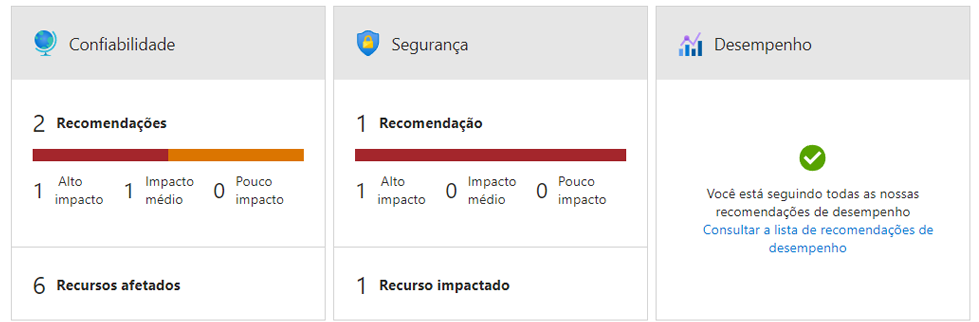 Confiabilidade
2 Recomendações
1 Alto
impacto
1 Impacto
médio
0 Pouco
impacto
6 Recursos afetados
Segurança
1 Recomendação
1 Alto
impacto
0 Impacto
médio
0 Pouco
impacto
1 Recurso impactado
Desempenho
Você está seguindo todas as nossas
recomendações de desempenho
Consultar a lista de recomendações de
desempenho